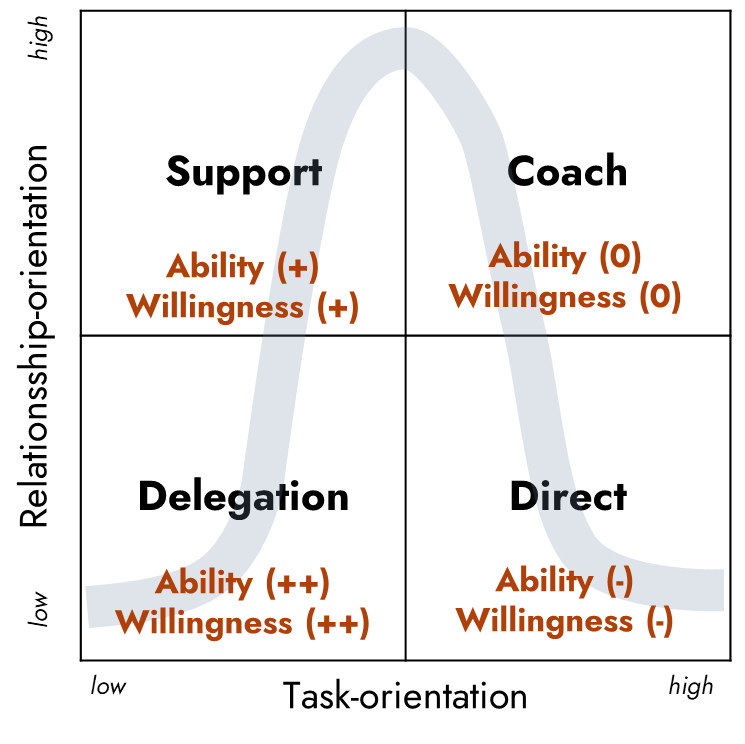 high
Relationsship-orientation
low
Support
Ability (+)
Willingness (+)
Coach
Ability (0)
Willingness (0)
Delegation
Ability (++)
Willingness (++)
Direct
Ability (-)
Willingness (-)
low
Task-orientation
high